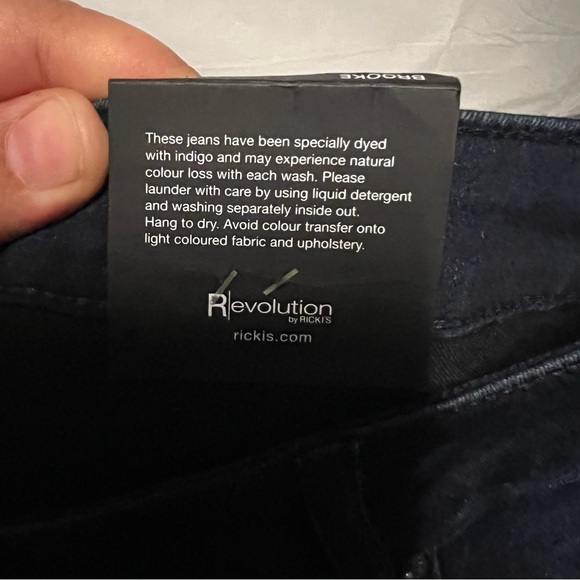 BROOKE
These jeans have been specially dyed
with indigo and may experience natural
colour loss with each wash. Please
launder with care by using liquid detergent
and washing separately inside out.
Hang to dry. Avoid colour transfer onto
light coloured fabric and upholstery.
Revolution
by RICKI'S
rickis.com